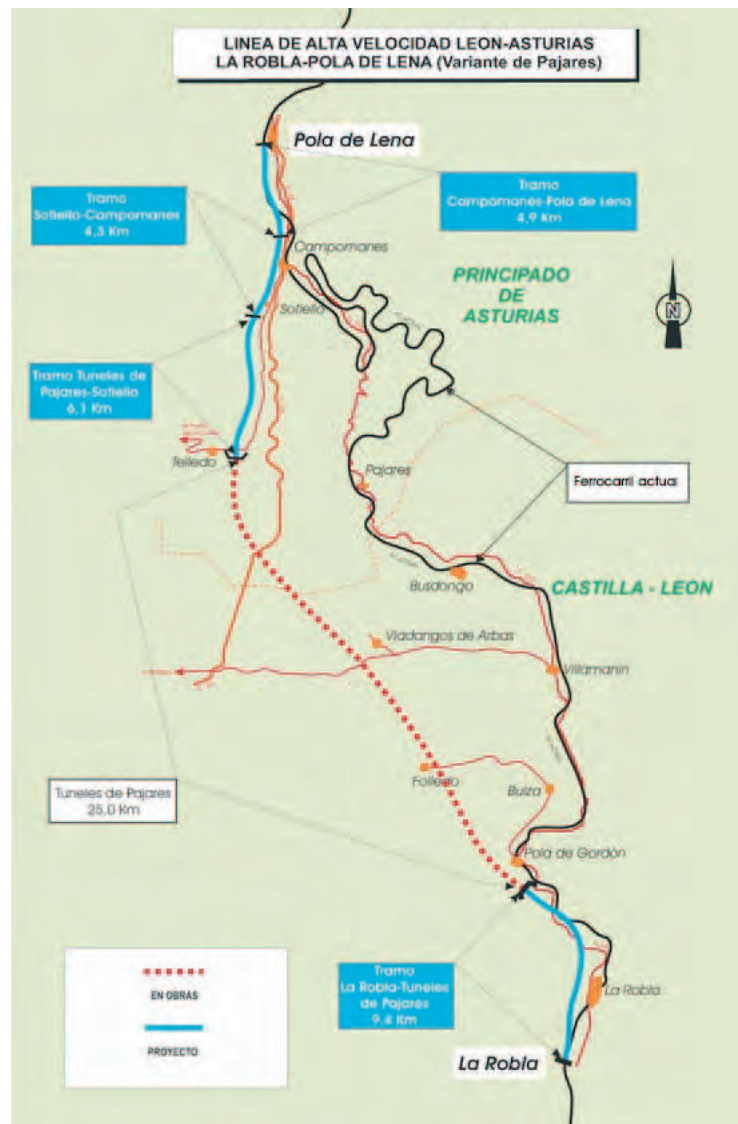 LINEA DE ALTA VELOCIDAD LEON-ASTURIAS
LA ROBLA-POLA DE LENA (Variante de Pajares)
Pola de Lena
Tramo
Sotiello-Campomanes
4,3 Km
Tramo
Campomanes-Pola de Lena
4,9 Km
Campomanes
PRINCIPADO
DE
ASTURIAS
N
Sotiello
Tramo Tuneles de
Pajares-Sotiello
6,1 Km
Telledo
Pajares
Ferrocarril actual
Busdongo
CASTILLA - LEON
Viadangos de Arbas
Villamanin
Folledo
Buiza
Tuneles de Pajares
25,0 Km
Pola de Gordón
EN OBRAS
PROYECTO
Tramo
La Robla-Tuneles
de Pajares
9.4 Km
La Robla
La Robla